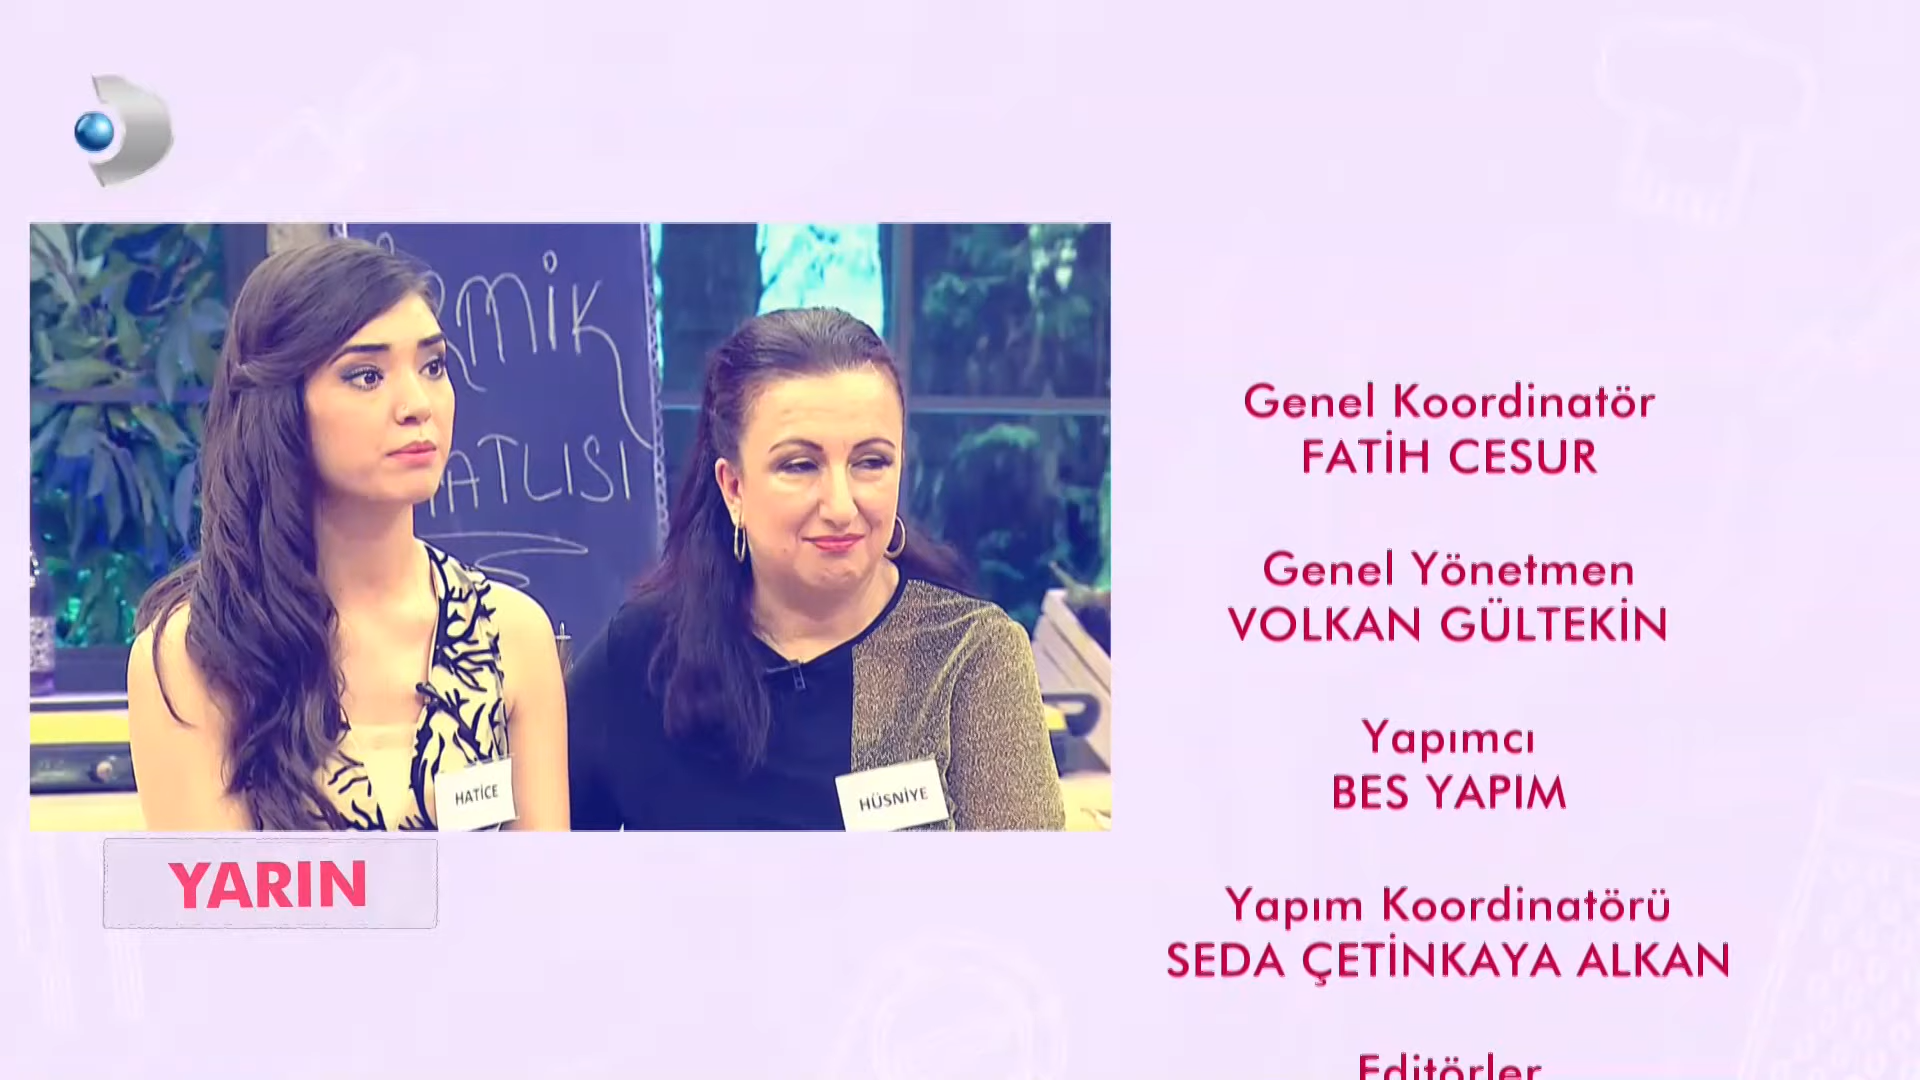 HATİCE
HÜSNİYE
YARIN
Genel Koordinatör
FATİH CESUR
Genel Yönetmen
VOLKAN GÜLTEKİN
Yapımcı
BES YAPIM
Yapım Koordinatörü
SEDA ÇETİNKAYA ALKAN
Editörler